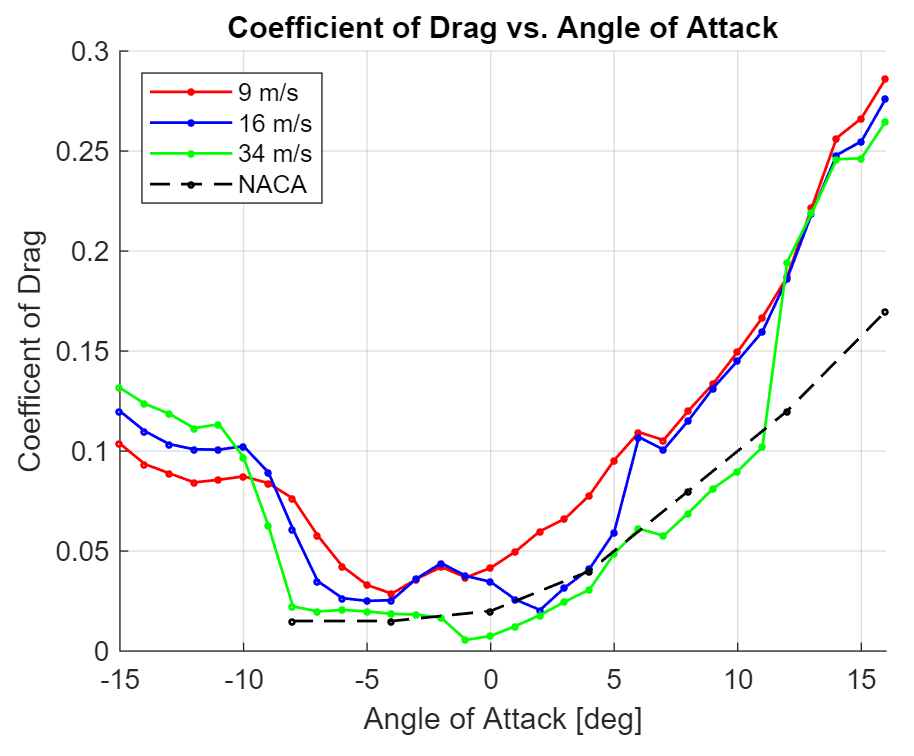 Coefficient of Drag vs. Angle of Attack
0.3
0.25
0.2
0.15
0.1
0.05
0
Coefficent of Drag
9 m/s
16 m/s
34 m/s
NACA
-15
-10
-5
0
5
10
15
Angle of Attack [deg]